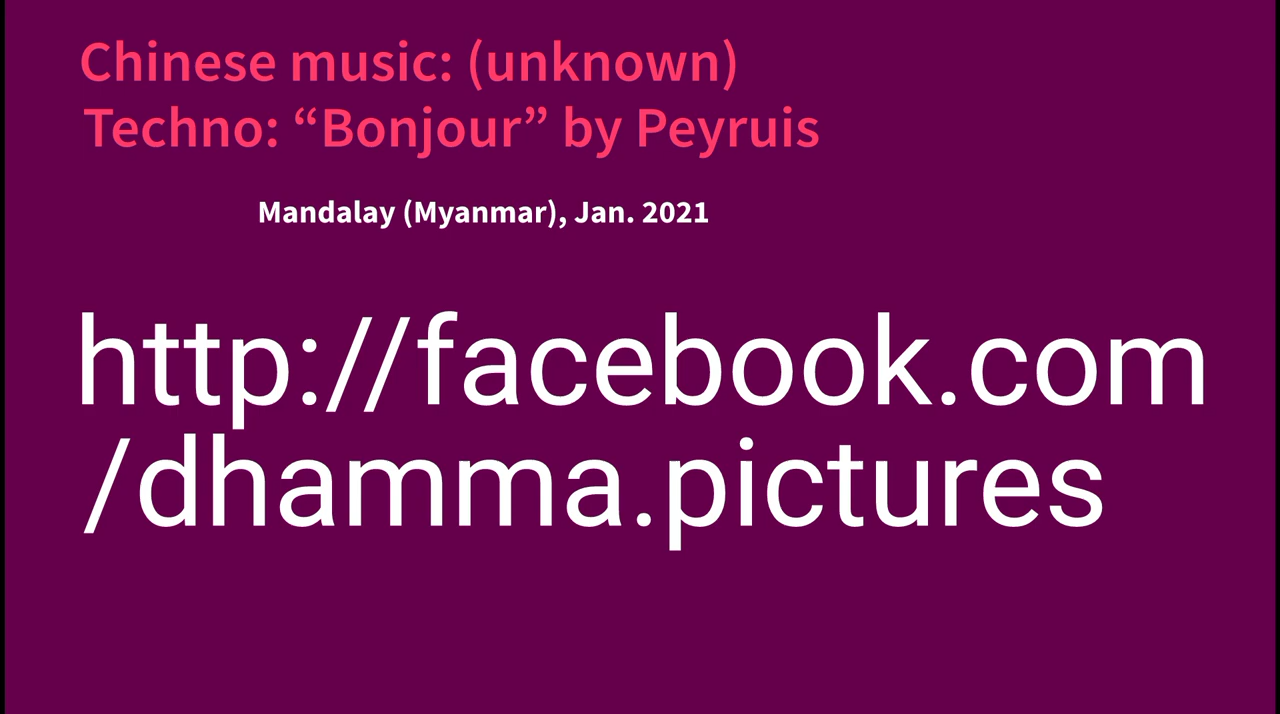 Chinese music: (unknown)
Techno: “Bonjour” by Peyruis
Mandalay (Myanmar), Jan. 2021
http://facebook.com
/dhamma.pictures